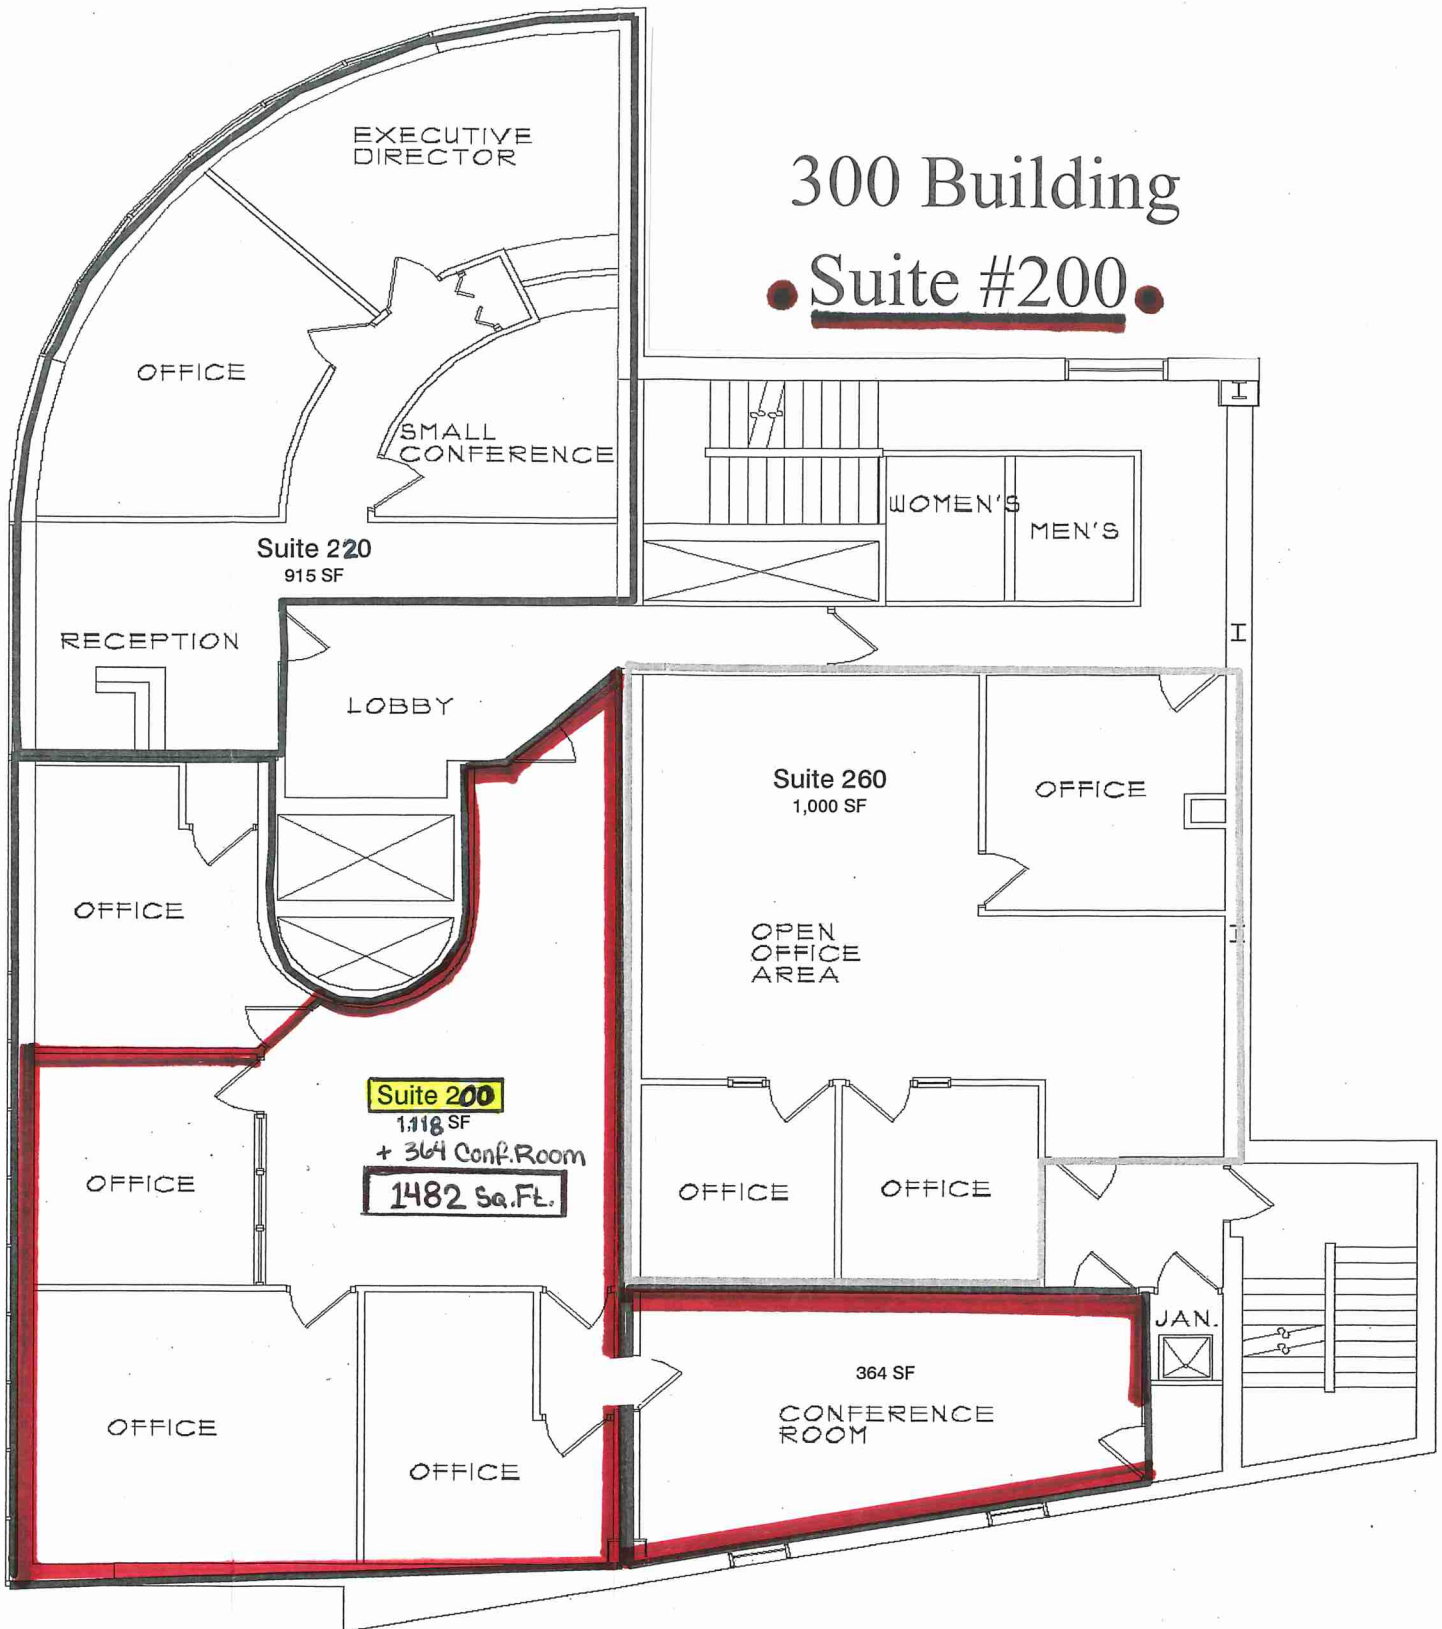 300 Building
Suite #200
EXECUTIVE
DIRECTOR
OFFICE
SMALL
CONFERENCE
WOMEN'S
MEN'S
Suite 220
915 SF
RECEPTION
LOBBY
Suite 260
1,000 SF
OFFICE
OFFICE
OPEN
OFFICE
AREA
Suite 200
1,118 SF
+ 364 Conf. Room
1482 Sq.Ft.
OFFICE
OFFICE
OFFICE
JAN.
364 SF
CONFERENCE
ROOM
OFFICE
OFFICE